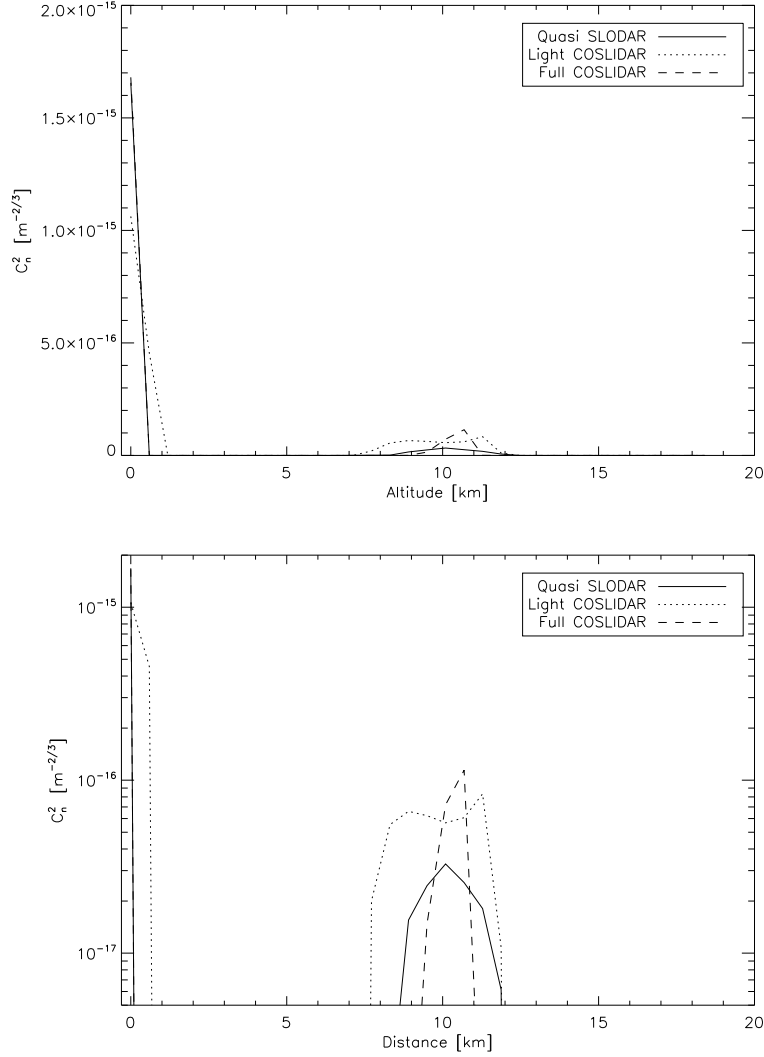 2.0×10⁻¹⁵
Quasi SLODAR
Light COSLIDAR
Full COSLIDAR
1.5×10⁻¹⁵
1.0×10⁻¹⁵
5.0×10⁻¹⁶
0
Cₙ² [m⁻²/³]
0 5 10 15 20
Altitude [km]
Quasi SLODAR
Light COSLIDAR
Full COSLIDAR
10⁻¹⁵
10⁻¹⁶
10⁻¹⁷
Cₙ² [m⁻²/³]
0 5 10 15 20
Distance [km]